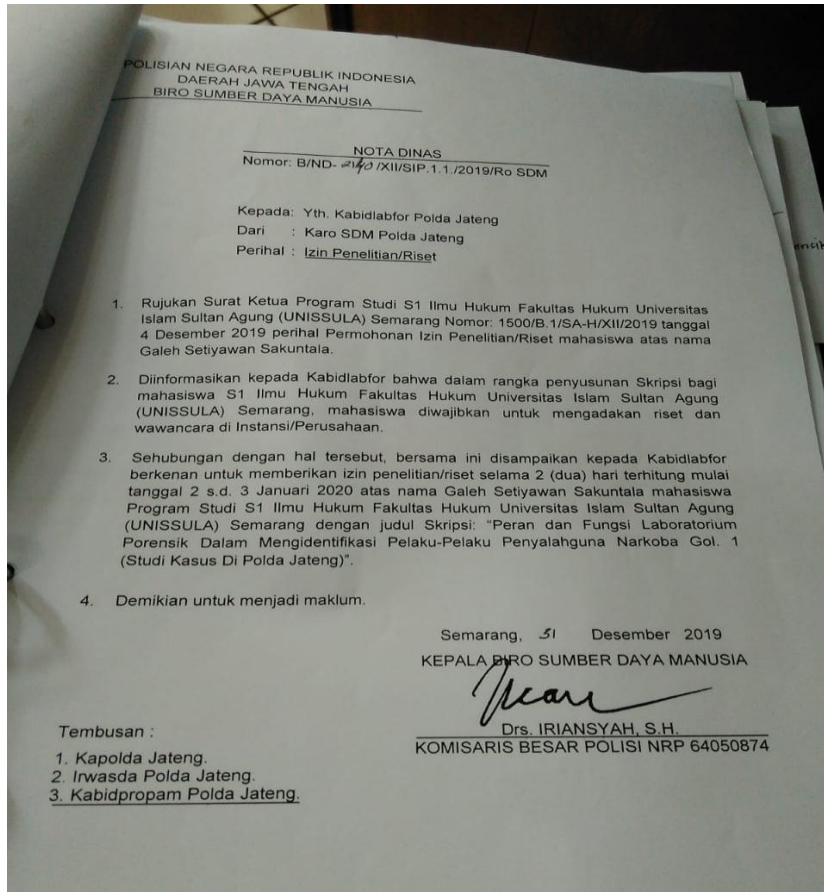 POLISIAN NEGARA REPUBLIK INDONESIA
DAERAH JAWA TENGAH
BIRO SUMBER DAYA MANUSIA
NOTA DINAS
Nomor: B/ND- 2140 /XII/SIP.1.1./2019/Ro SDM
Kepada: Yth. Kabidlabfor Polda Jateng
Dari : Karo SDM Polda Jateng
Perihal : Izin Penelitian/Riset
1. Rujukan Surat Ketua Program Studi S1 Ilmu Hukum Fakultas Hukum Universitas
Islam Sultan Agung (UNISSULA) Semarang Nomor: 1500/B.1/SA-H/XII/2019 tanggal
4 Desember 2019 perihal Permohonan Izin Penelitian/Riset mahasiswa atas nama
Galeh Setiyawan Sakuntala.
2. Diinformasikan kepada Kabidlabfor bahwa dalam rangka penyusunan Skripsi bagi
mahasiswa S1 Ilmu Hukum Fakultas Hukum Universitas Islam Sultan Agung
(UNISSULA) Semarang, mahasiswa diwajibkan untuk mengadakan riset dan
wawancara di Instansi/Perusahaan.
3. Sehubungan dengan hal tersebut, bersama ini disampaikan kepada Kabidlabfor
berkenan untuk memberikan izin penelitian/riset selama 2 (dua) hari terhitung mulai
tanggal 2 s.d. 3 Januari 2020 atas nama Galeh Setiyawan Sakuntala mahasiswa
Program Studi S1 Ilmu Hukum Fakultas Hukum Universitas Islam Sultan Agung
(UNISSULA) Semarang dengan judul Skripsi: “Peran dan Fungsi Laboratorium
Porensik Dalam Mengidentifikasi Pelaku-Pelaku Penyalahguna Narkoba Gol. 1
(Studi Kasus Di Polda Jateng)”.
4. Demikian untuk menjadi maklum.
Semarang, 31 Desember 2019
KEPALA BIRO SUMBER DAYA MANUSIA
Drs. IRIANSYAH, S.H.
KOMISARIS BESAR POLISI NRP 64050874
Tembusan :
1. Kapolda Jateng.
2. Irwasda Polda Jateng.
3. Kabidpropam Polda Jateng.